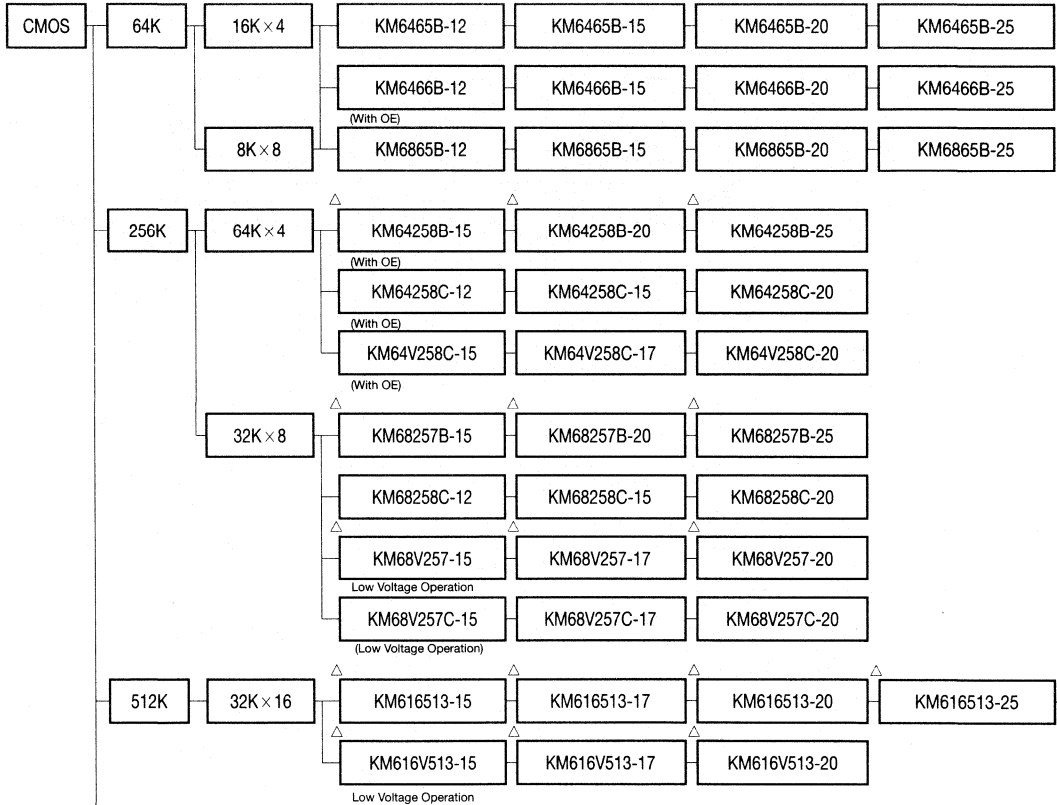 CMOS 64K 16K×4 KM6465B-12 KM6465B-15 KM6465B-20 KM6465B-25
KM6466B-12 KM6466B-15 KM6466B-20 KM6466B-25
(With OE)
8K×8 KM6865B-12 KM6865B-15 KM6865B-20 KM6865B-25
△ △ △
256K 64K×4 KM64258B-15 KM64258B-20 KM64258B-25
(With OE)
KM64258C-12 KM64258C-15 KM64258C-20
(With OE)
KM64V258C-15 KM64V258C-17 KM64V258C-20
(With OE)
△ △ △
32K×8 KM68257B-15 KM68257B-20 KM68257B-25
KM68258C-12 KM68258C-15 KM68258C-20
△ △ △
KM68V257-15 KM68V257-17 KM68V257-20
Low Voltage Operation
KM68V257C-15 KM68V257C-17 KM68V257C-20
(Low Voltage Operation)
△ △ △ △
512K 32K×16 KM616513-15 KM616513-17 KM616513-20 KM616513-25
△ △ △
KM616V513-15 KM616V513-17 KM616V513-20
Low Voltage Operation